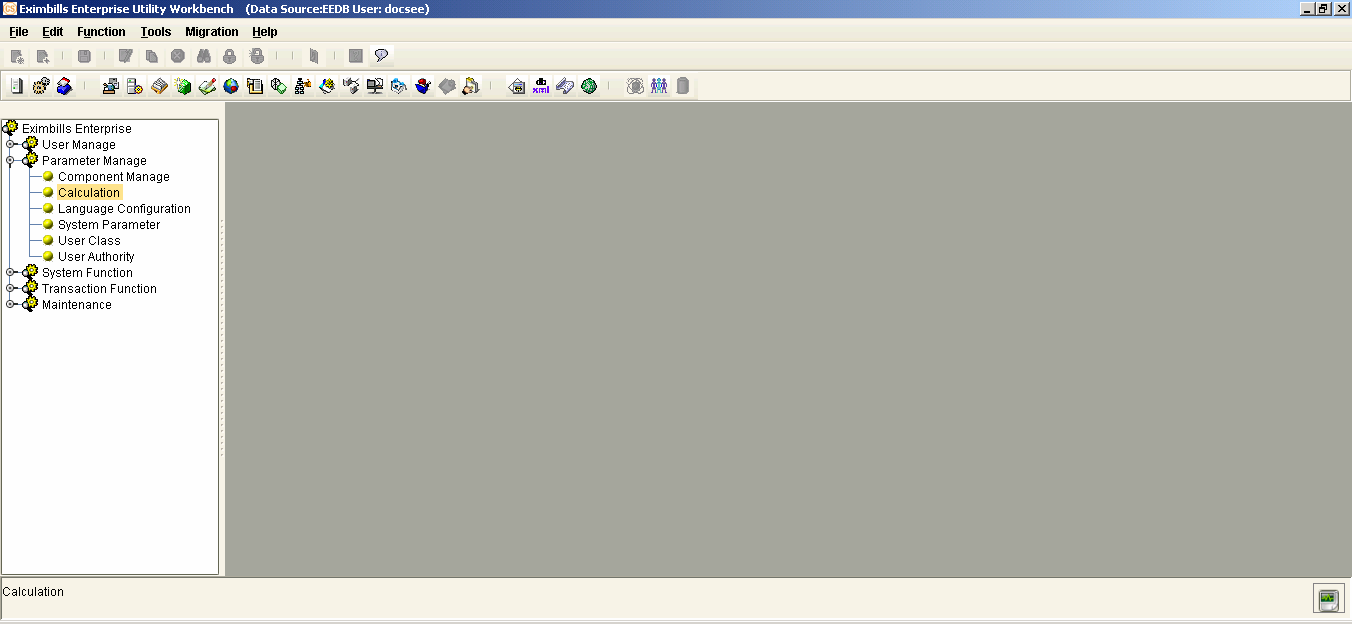 Eximbills Enterprise Utility Workbench (Data Source:EEDB User: docsee)
File Edit Function Tools Migration Help
db
xml
Eximbills Enterprise
User Manage
Parameter Manage
Component Manage
Calculation
Language Configuration
System Parameter
User Class
User Authority
System Function
Transaction Function
Maintenance
Calculation